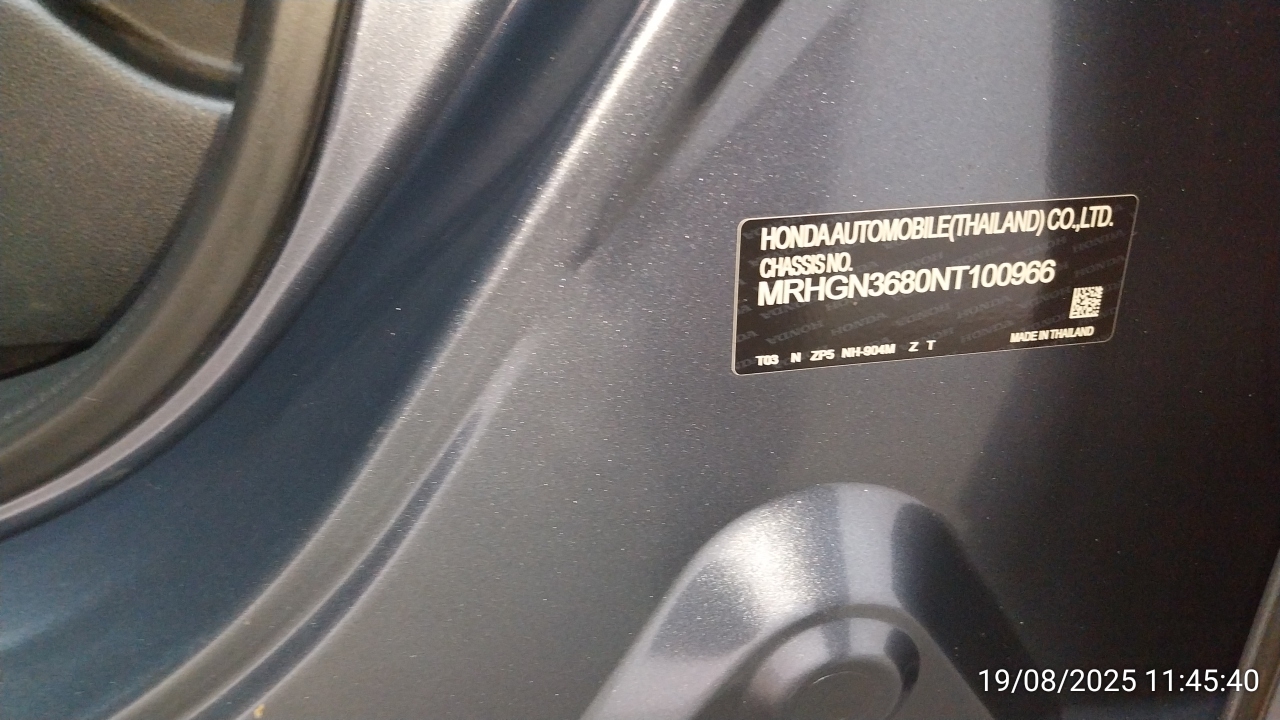 HONDA AUTOMOBILE(THAILAND) CO.,LTD.
CHASSIS NO.
MRHGN3680NT100966
T03 N ZP5 NH-904M Z T
MADE IN THAILAND
19/08/2025 11:45:40